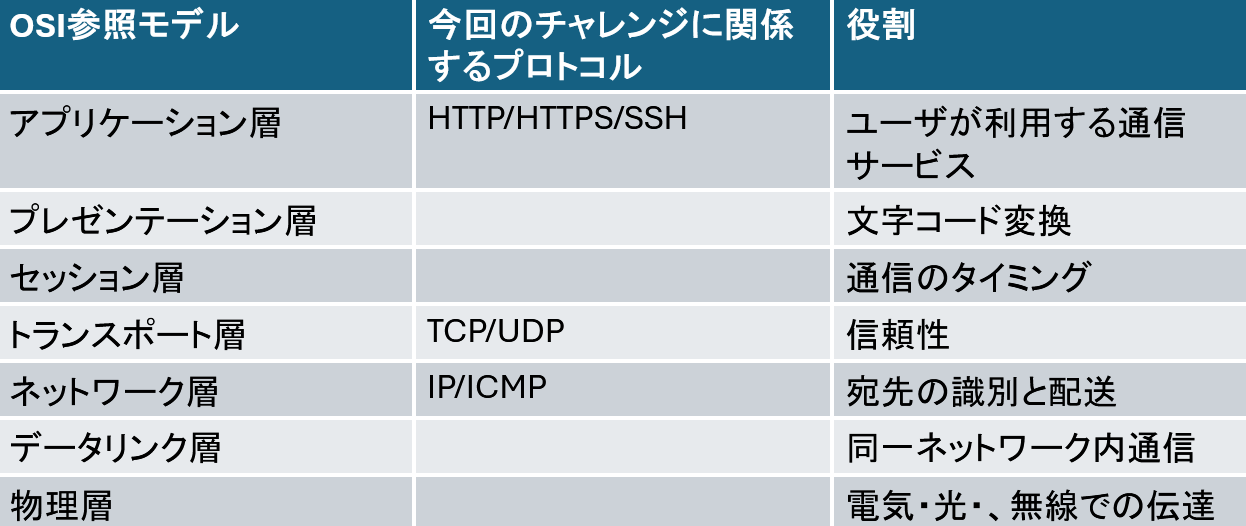 OSI参照モデル
今回のチャレンジに関係
するプロトコル
役割
アプリケーション層
HTTP/HTTPS/SSH
ユーザが利用する通信
サービス
プレゼンテーション層
文字コード変換
セッション層
通信のタイミング
トランスポート層
TCP/UDP
信頼性
ネットワーク層
IP/ICMP
宛先の識別と配送
データリンク層
同一ネットワーク内通信
物理層
電気・光・、無線での伝達